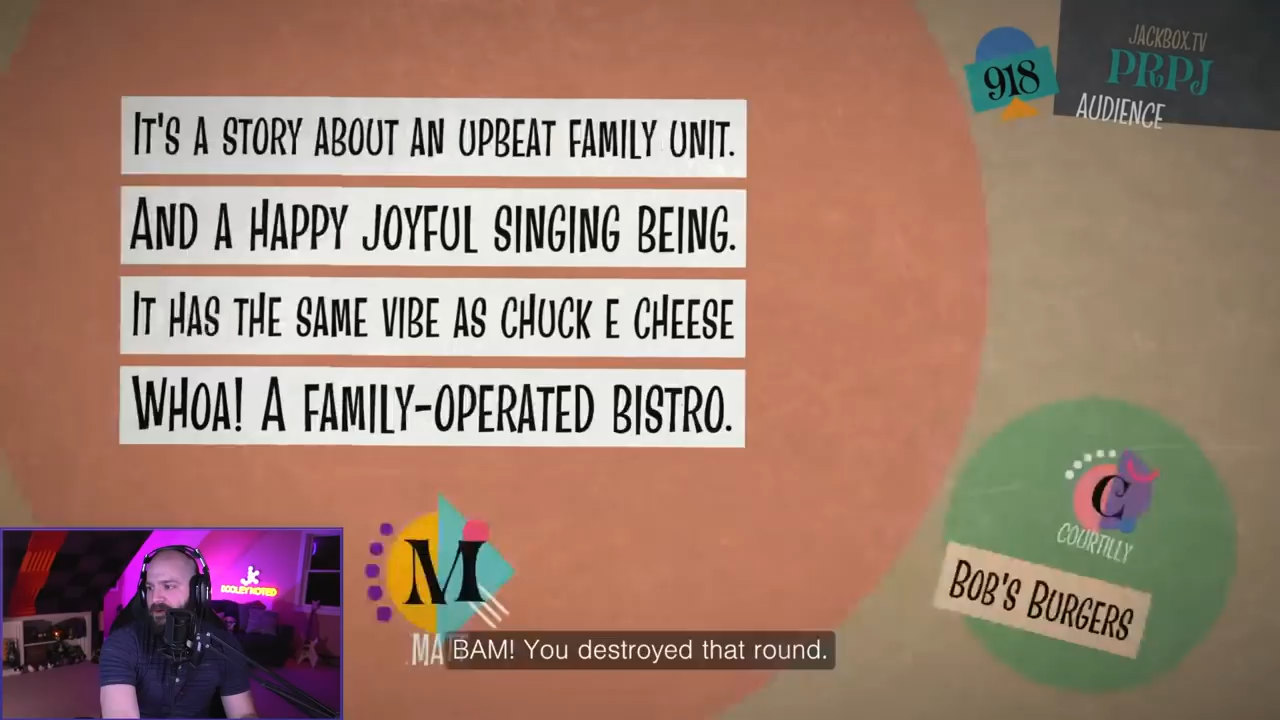 JACKBOX.TV
PRPJ
AUDIENCE
918
IT'S A STORY ABOUT AN UPBEAT FAMILY UNIT.
AND A HAPPY JOYFUL SINGING BEING.
IT HAS THE SAME VIBE AS CHUCK E CHEESE
WHOA! A FAMILY-OPERATED BISTRO.
C
COURTILLY
BOB'S BURGERS
M
BAM! You destroyed that round.